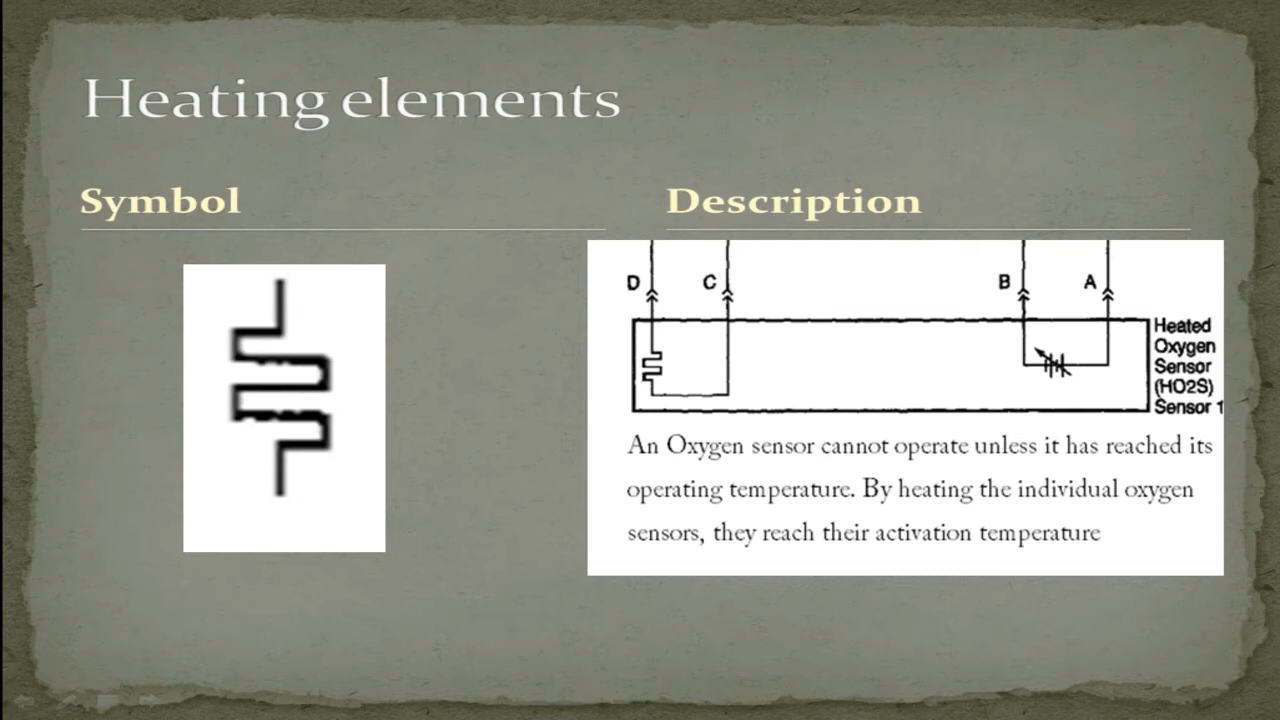 Heating elements
Symbol
Description
D C B A
Heated
Oxygen
Sensor
(HO2S)
Sensor 1
An Oxygen sensor cannot operate unless it has reached its
operating temperature. By heating the individual oxygen
sensors, they reach their activation temperature